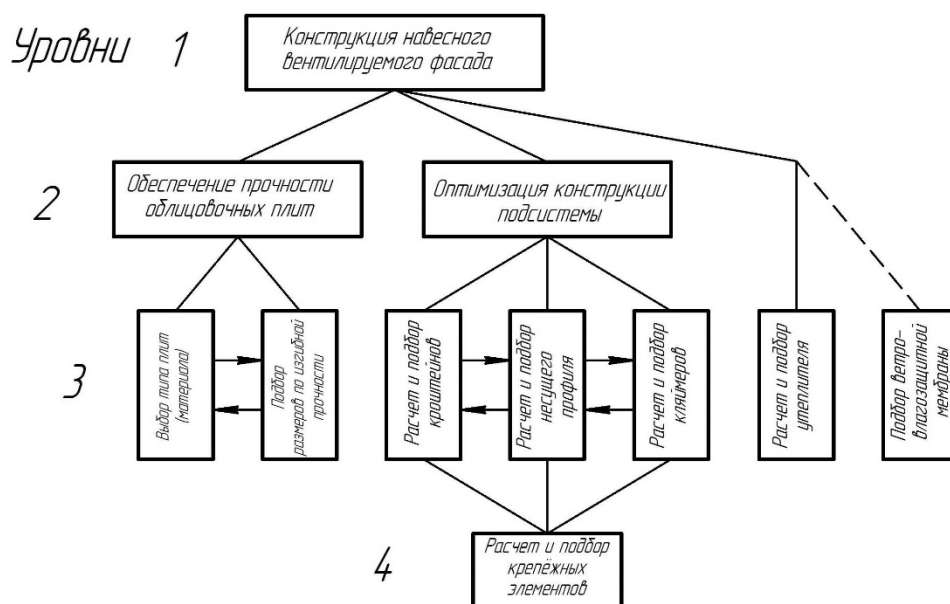 Уровни 1
Конструкция навесного
вентилируемого фасада
2
Обеспечение прочности
облицовочных плит
Оптимизация конструкции
подсистемы
3
Выбор типа плит
(материала)
Подбор
размеров по изгибной
прочности
Расчет и подбор
кроштейнов
Расчет и подбор
несущего
профиля
Расчет и подбор
кляймеров
Расчет и подбор
утеплителя
Подбор ветро-
влагозащитной
мембраны
4
Расчет и подбор
крепёжных
элементов